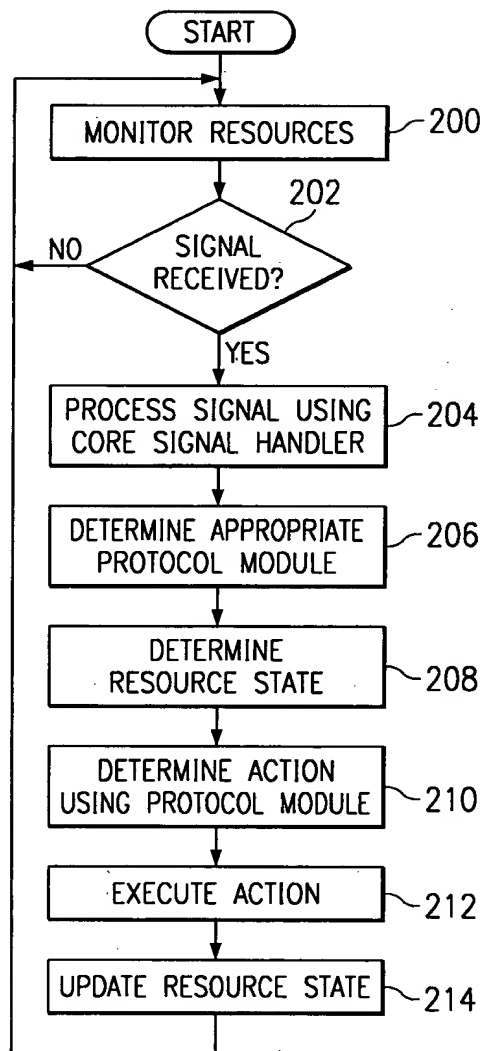 START
MONITOR RESOURCES
200
202
SIGNAL
RECEIVED?
NO
YES
PROCESS SIGNAL USING
CORE SIGNAL HANDLER
204
DETERMINE APPROPRIATE
PROTOCOL MODULE
206
DETERMINE
RESOURCE STATE
208
DETERMINE ACTION
USING PROTOCOL MODULE
210
EXECUTE ACTION
212
UPDATE RESOURCE STATE
214